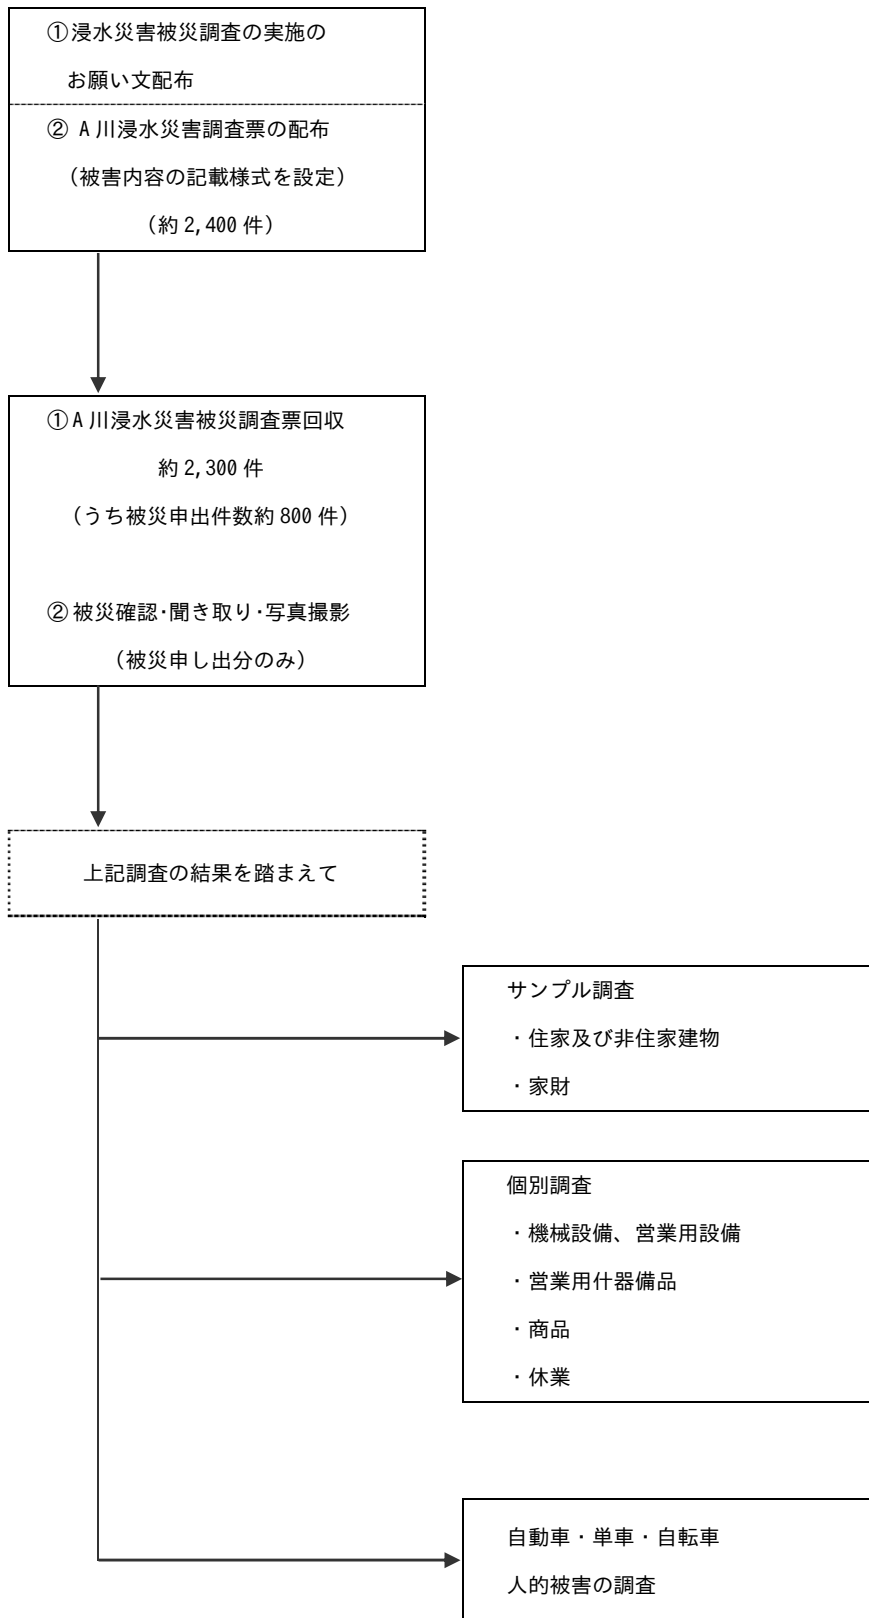 ①浸水災害被災調査の実施の
お願い文配布
② A川浸水災害調査票の配布
（被害内容の記載様式を設定）
（約2,400件）
①A川浸水災害被災調査票回収
約2,300件
（うち被災申出件数約800件）
②被災確認･聞き取り･写真撮影
（被災申し出分のみ）
上記調査の結果を踏まえて
サンプル調査
・住家及び非住家建物
・家財
個別調査
・機械設備、営業用設備
・営業用什器備品
・商品
・休業
自動車・単車・自転車
人的被害の調査